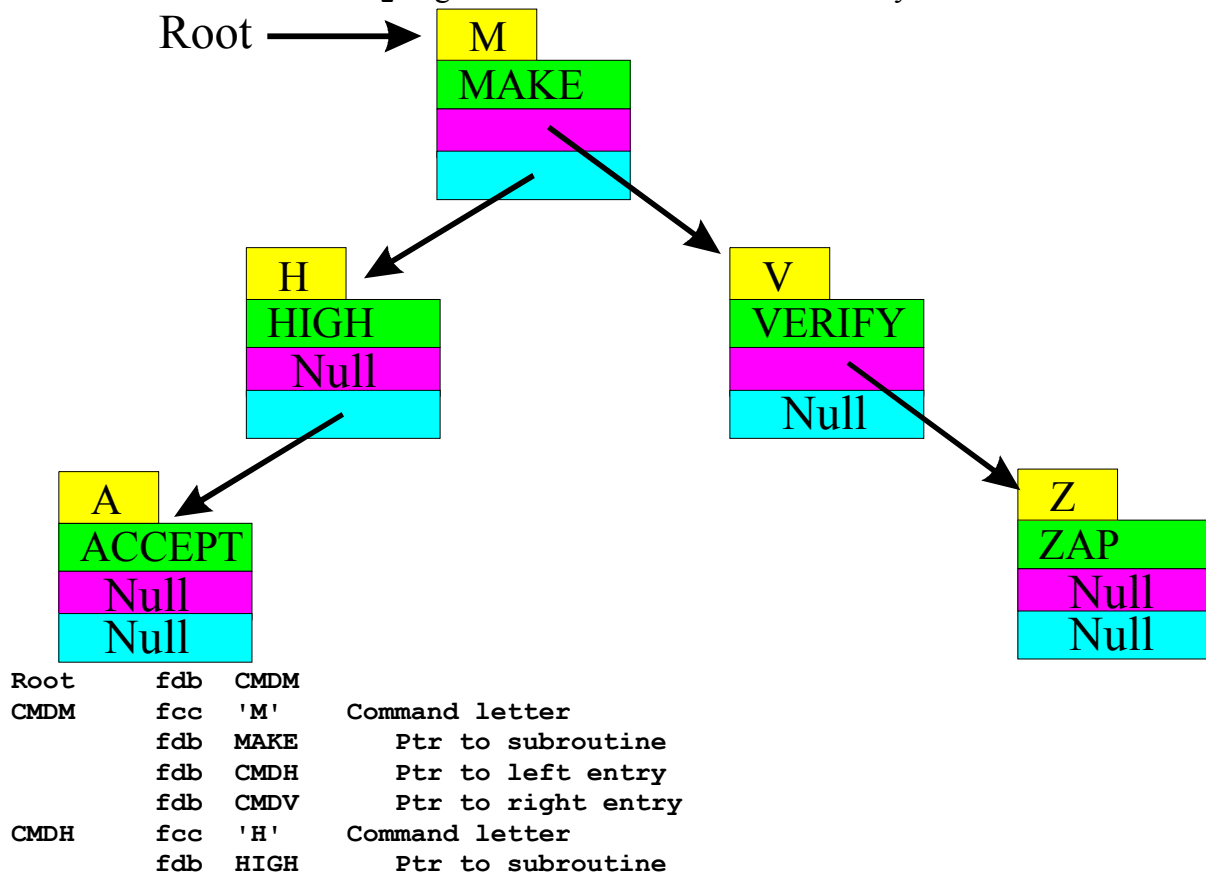 Root M
MAKE
H V
HIGH VERIFY
Null
Null
A Z
ACCEPT ZAP
Null Null
Null Null
Root fdb CMDM
CMDM fcc 'M' Command letter
fdb MAKE Ptr to subroutine
fdb CMDH Ptr to left entry
fdb CMDV Ptr to right entry
CMDH fcc 'H' Command letter
fdb HIGH Ptr to subroutine